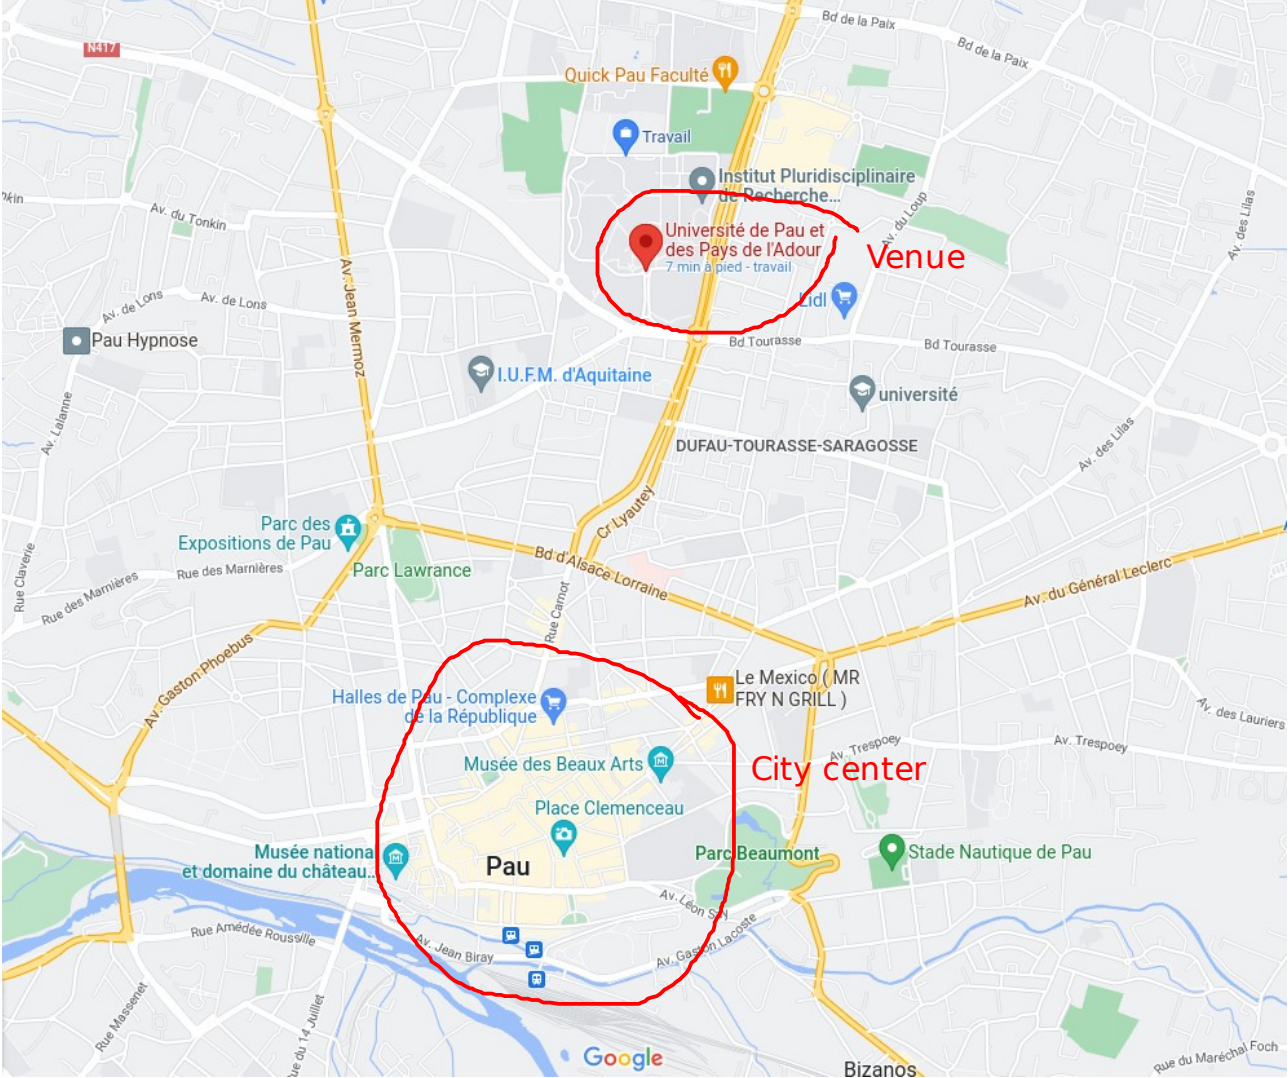 Bd de la Paix
Bd de la Paix
N417
Quick Pau Faculté
Travail
Institut Pluridisciplinaire
de Recherche...
Av. du Tonkin
Av. du Loup
Av. des Lilas
Université de Pau et
des Pays de l'Adour
7 min à pied - travail
Venue
Av. Jean Mermoz
Av. de Lons
Av. de Lons
Lidl
Pau Hypnose
Bd Tourasse
Bd Tourasse
I.U.F.M. d'Aquitaine
université
Av. Lalanne
DUFAU-TOURASSE-SARAGOSSE
Av. des Lilas
Cr Lyautey
Parc des
Expositions de Pau
Bd d'Alsace Lorraine
Rue Claverie
Rue des Marnières
Rue des Marnières
Parc Lawrance
Av. du Général Leclerc
Rue Carnot
Av. Gaston Phoebus
Le Mexico ( MR
FRY N GRILL )
Halles de Pau - Complexe
de la République
Av. des Lauriers
Av. Trespoey
Av. Trespoey
Musée des Beaux Arts
City center
Place Clemenceau
Musée nationa
et domaine du château...
Pau
Parc Beaumont
Stade Nautique de Pau
Av. Léon Say
Rue Amédée Roussille
Av. Jean Biray
Av. Gaston Lacoste
Rue Massenet
ue du 14 Juillet
Google
Bizanos
Rue du Maréchal Foch